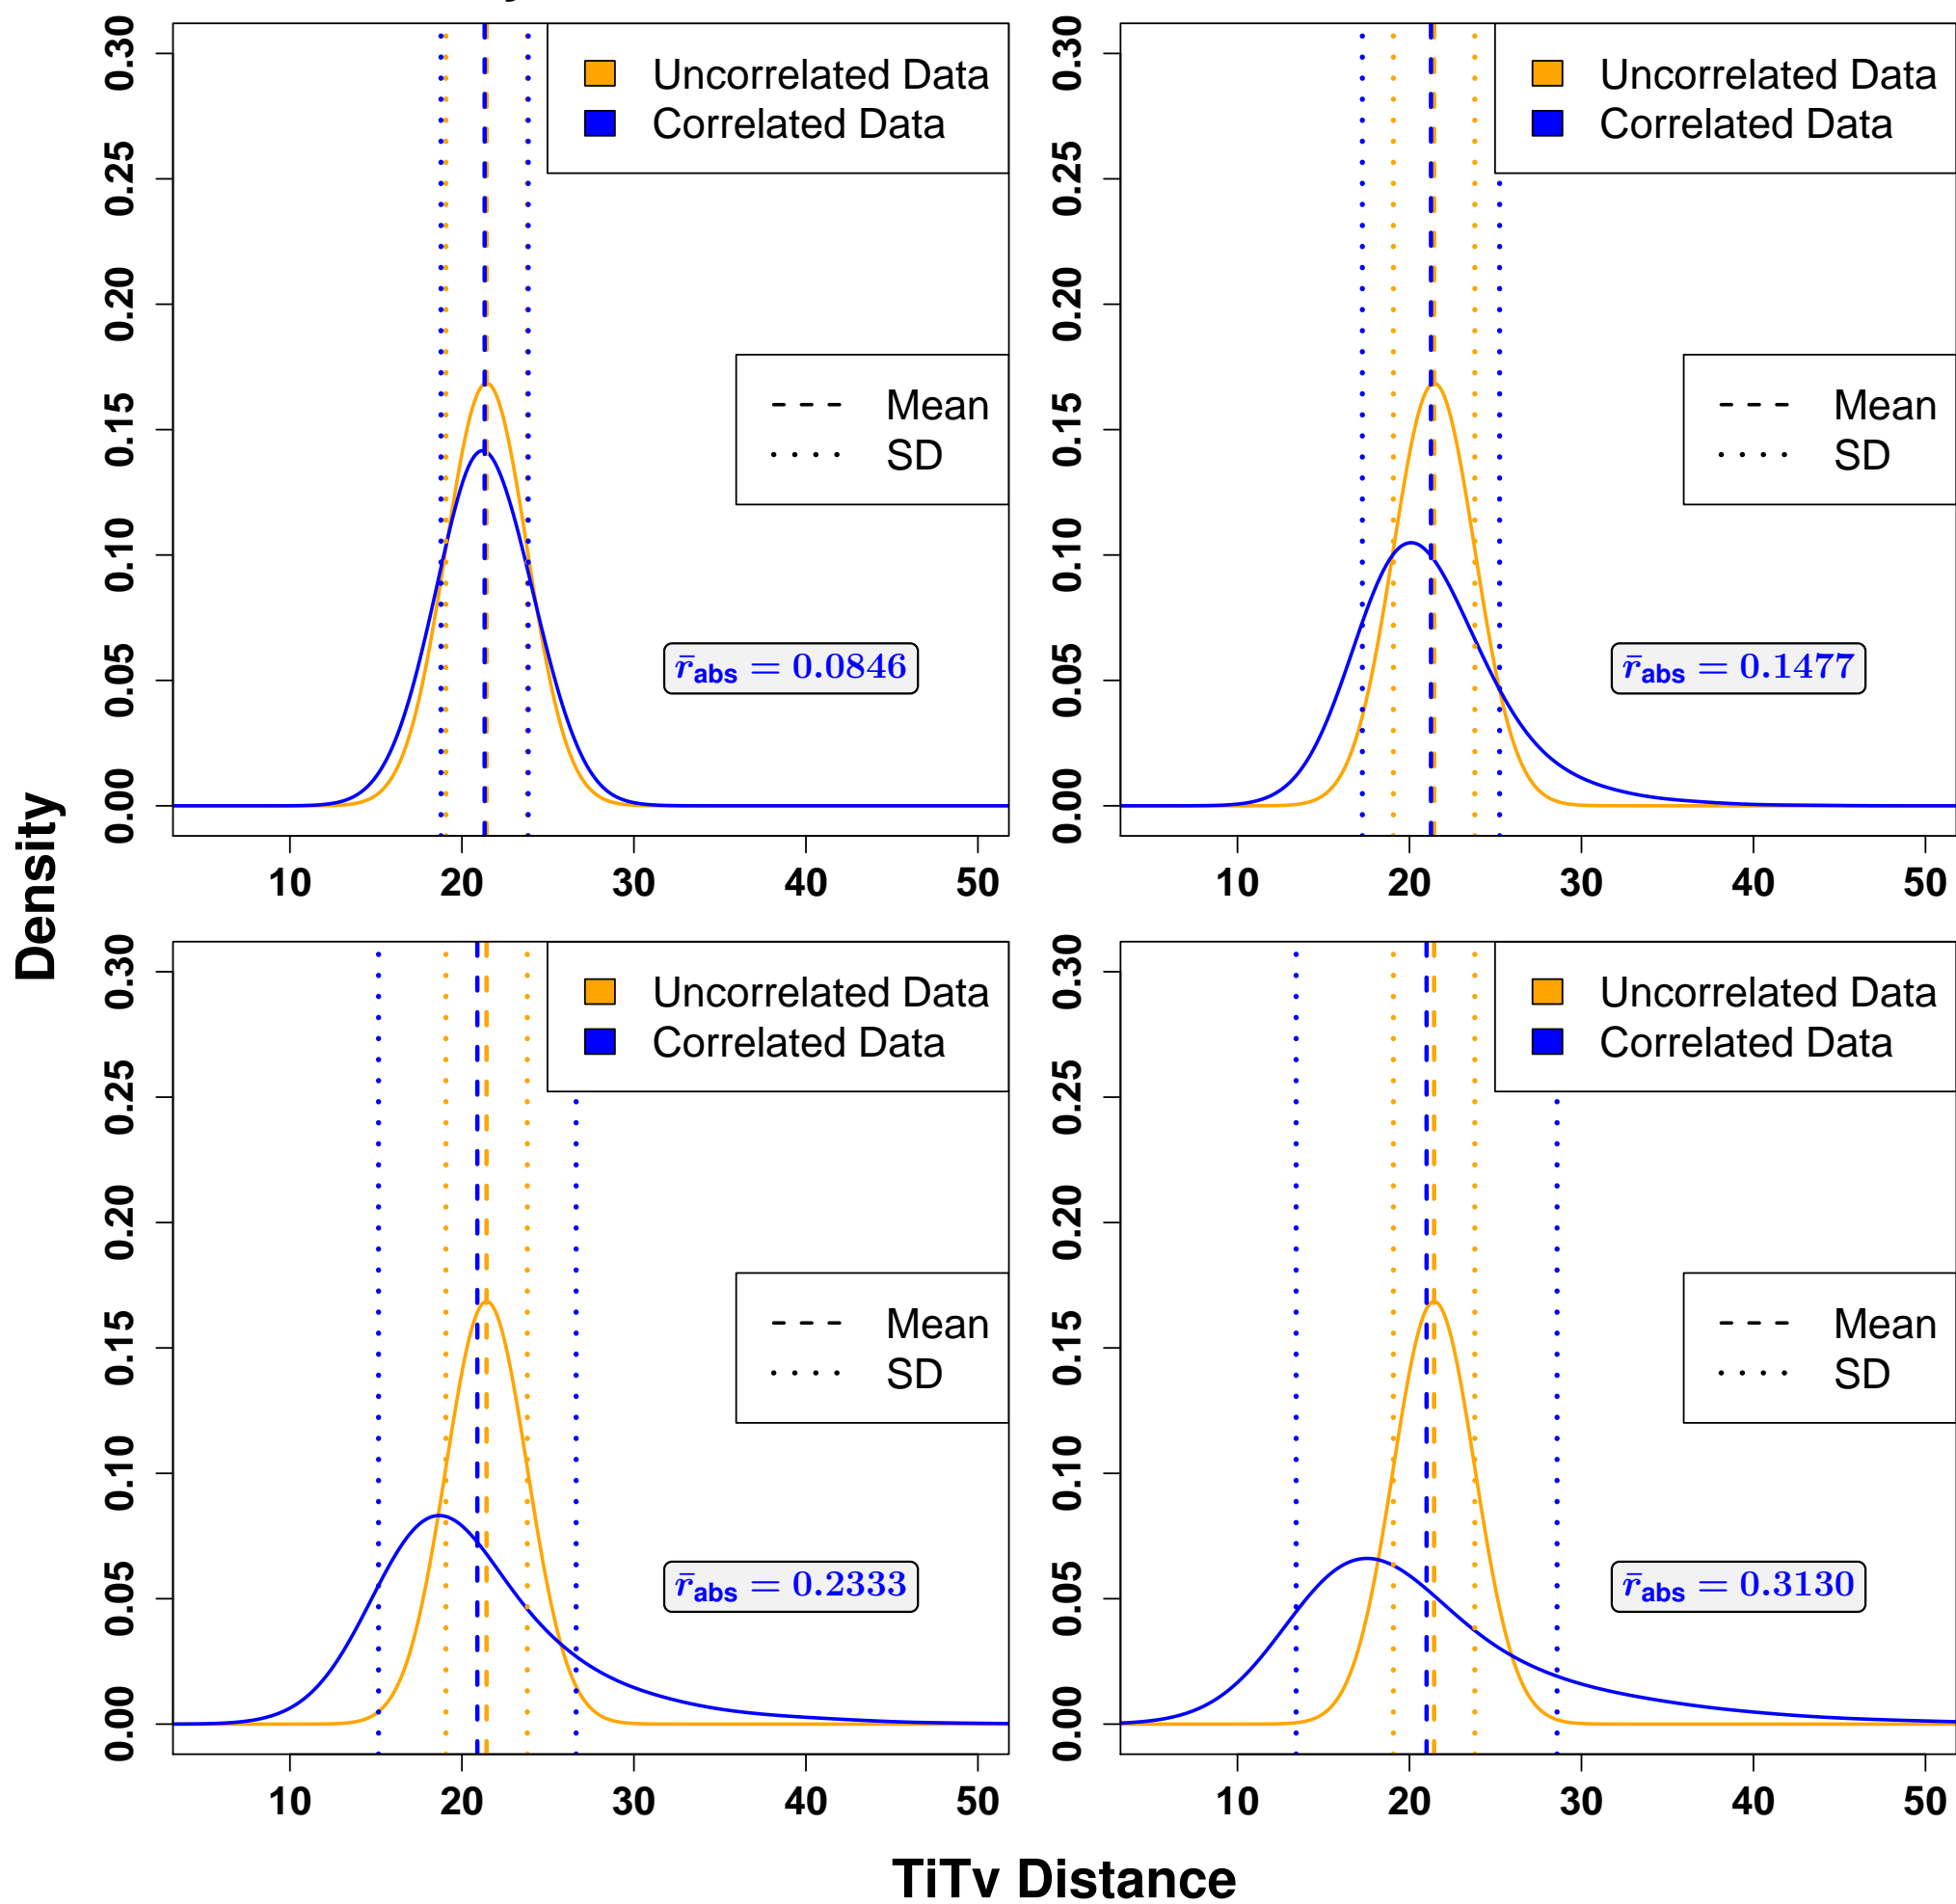 Density
0.30
0.25
0.20
0.15
0.10
0.05
0.00
Uncorrelated Data
Correlated Data
Mean
SD
r̄abs = 0.0846
10 20 30 40 50
0.30
0.25
0.20
0.15
0.10
0.05
0.00
Uncorrelated Data
Correlated Data
Mean
SD
r̄abs = 0.1477
10 20 30 40 50
0.30
0.25
0.20
0.15
0.10
0.05
0.00
Uncorrelated Data
Correlated Data
Mean
SD
r̄abs = 0.2333
10 20 30 40 50
0.30
0.25
0.20
0.15
0.10
0.05
0.00
Uncorrelated Data
Correlated Data
Mean
SD
r̄abs = 0.3130
10 20 30 40 50
TiTv Distance